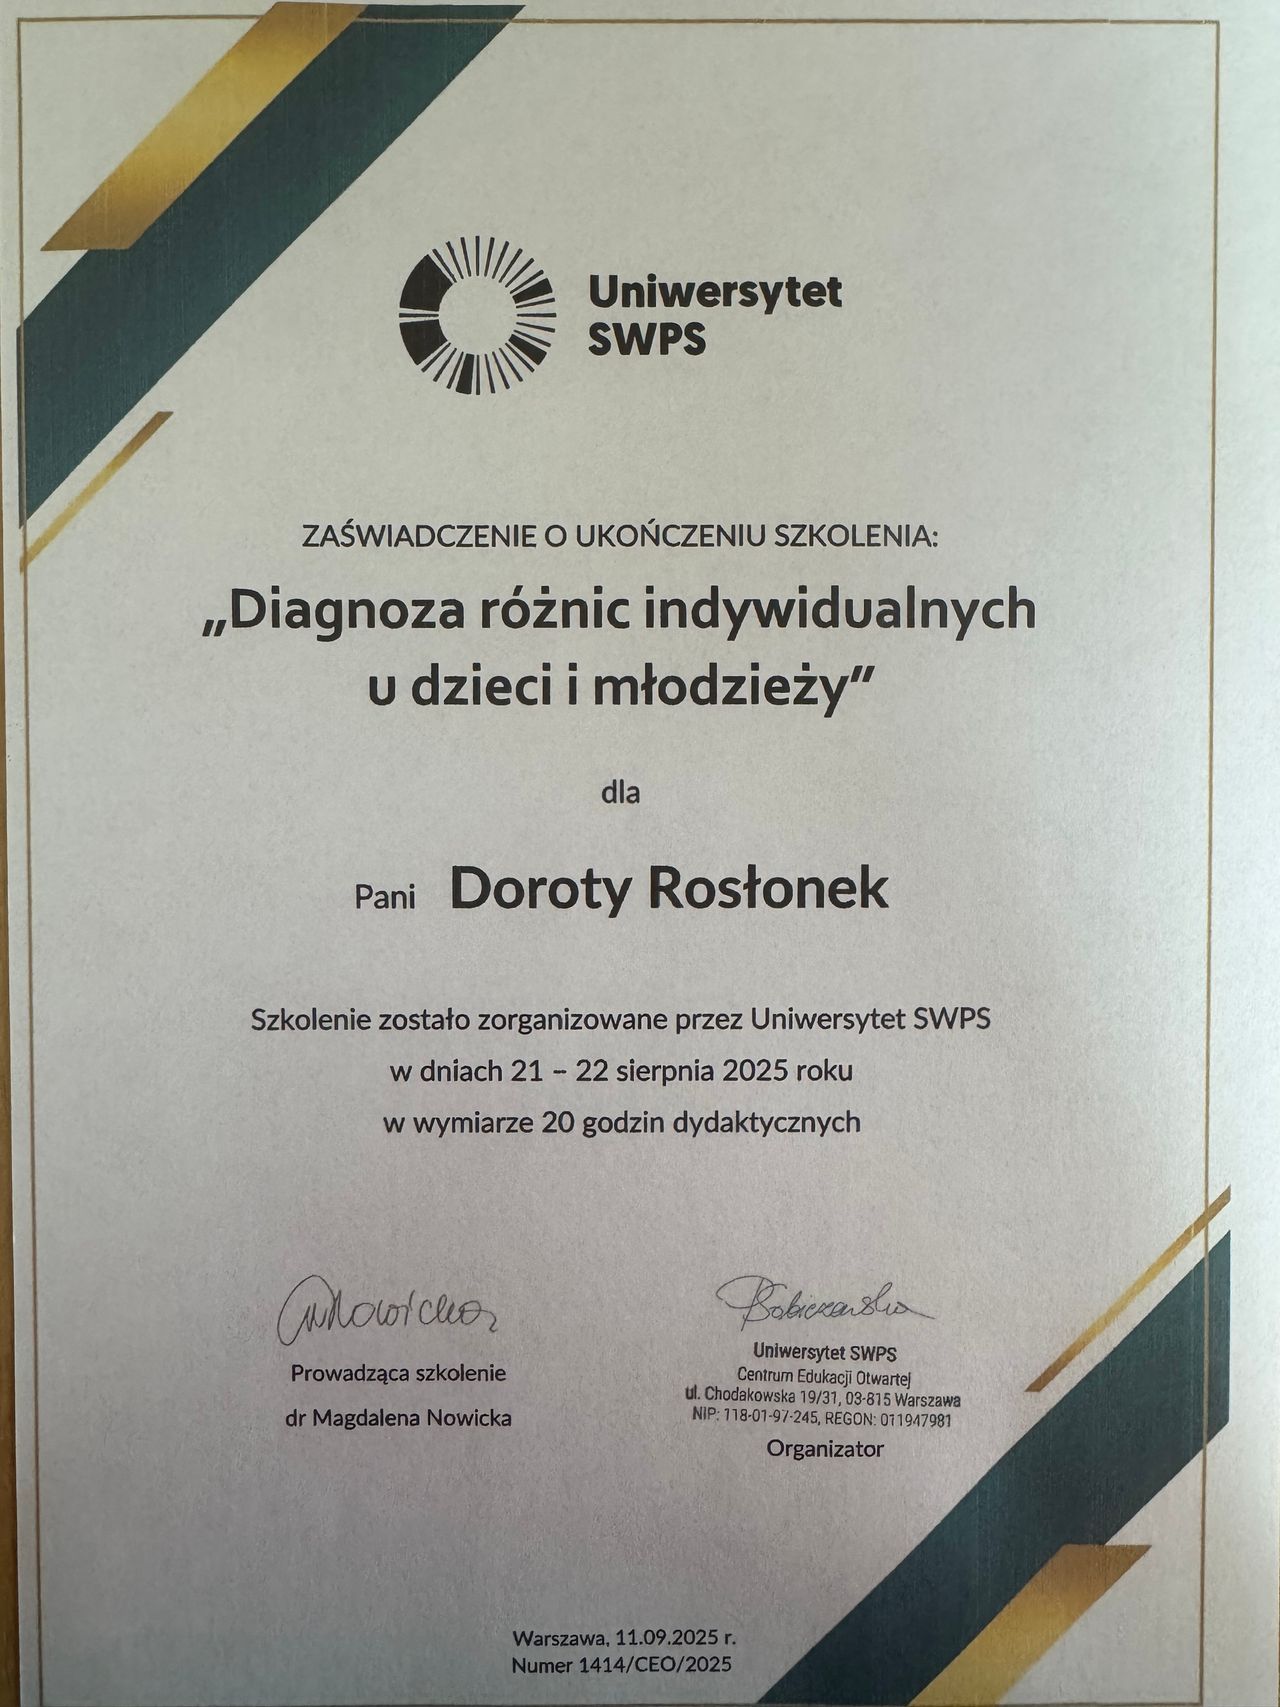 Uniwersytet
SWPS
ZAŚWIADCZENIE O UKOŃCZENIU SZKOLENIA:
„Diagnoza różnic indywidualnych
u dzieci i młodzieży”
dla
Pani Doroty Rosłonek
Szkolenie zostało zorganizowane przez Uniwersytet SWPS
w dniach 21 – 22 sierpnia 2025 roku
w wymiarze 20 godzin dydaktycznych
Prowadząca szkolenie
dr Magdalena Nowicka
Uniwersytet SWPS
Centrum Edukacji Otwartej
ul. Chodakowska 19/31, 03-815 Warszawa
NIP: 118-01-97-245, REGON: 011947981
Organizator
Warszawa, 11.09.2025 r.
Numer 1414/CEO/2025